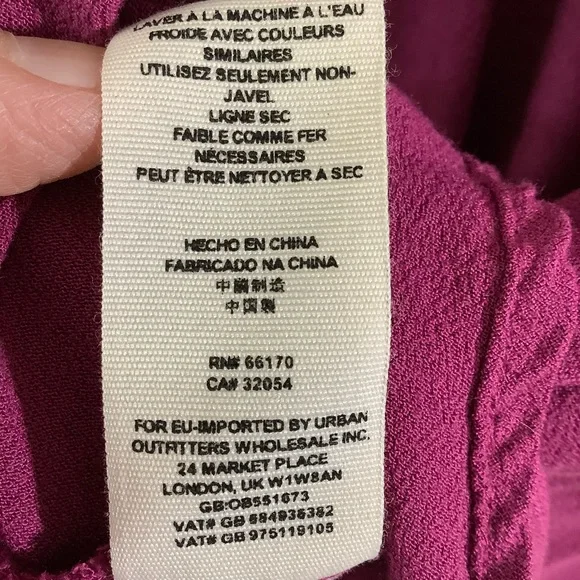 LAVER À LA MACHINE A L'EAU
FROIDE AVEC COULEURS
SIMILAIRES
UTILISEZ SEULEMENT NON-
JAVEL
LIGNE SEC
FAIBLE COMME FER
NÉCESSAIRES
PEUT ÊTRE NETTOYER A SEC
HECHO EN CHINA
FABRICADO NA CHINA
中國制造
中国製
RN# 66170
CA# 32054
FOR EU-IMPORTED BY URBAN
OUTFITTERS WHOLESALE INC.
24 MARKET PLACE
LONDON, UK W1W8AN
GB:OB551673
VAT# GB 684936382
VAT# GB 975119105